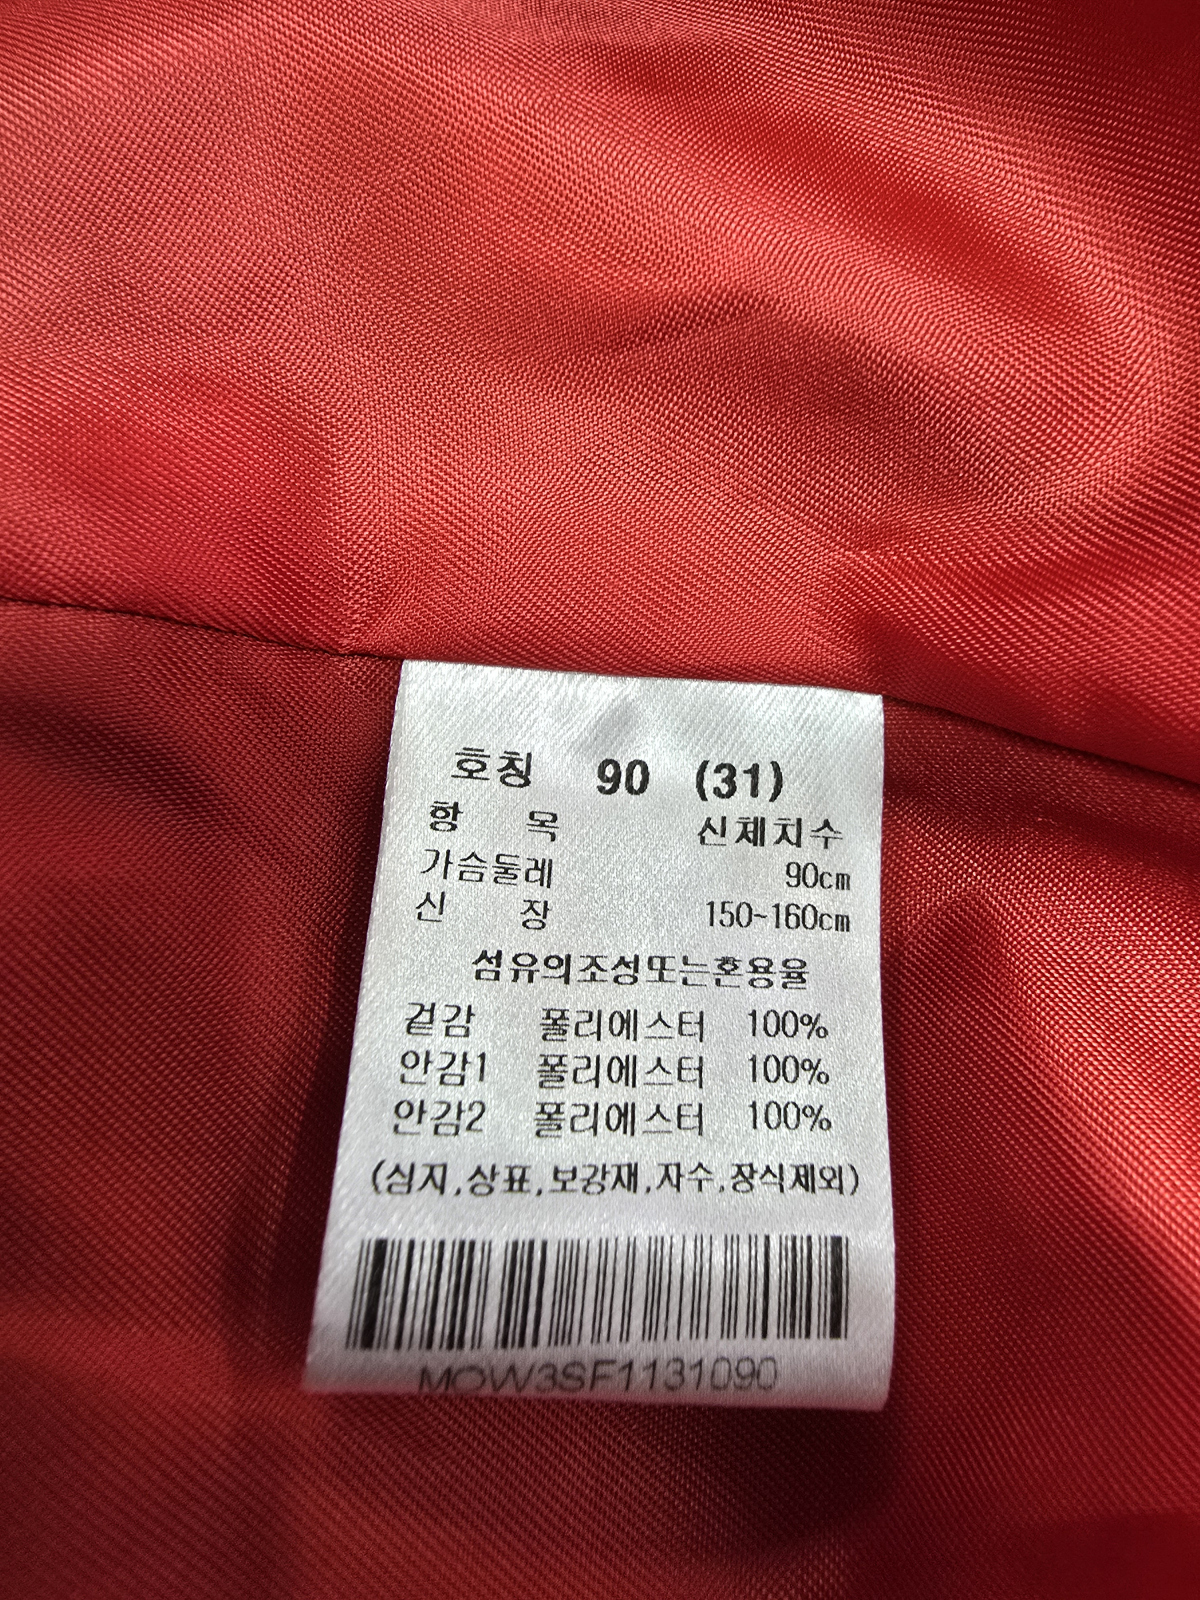 호칭 90 (31)
항 목 신체치수
가슴둘레 90cm
신 장 150~160cm
섬유의조성또는혼용율
겉감 폴리에스터 100%
안감1 폴리에스터 100%
안감2 폴리에스터 100%
(심지,상표,보강재,자수,장식제외)
MOW3SF1131090